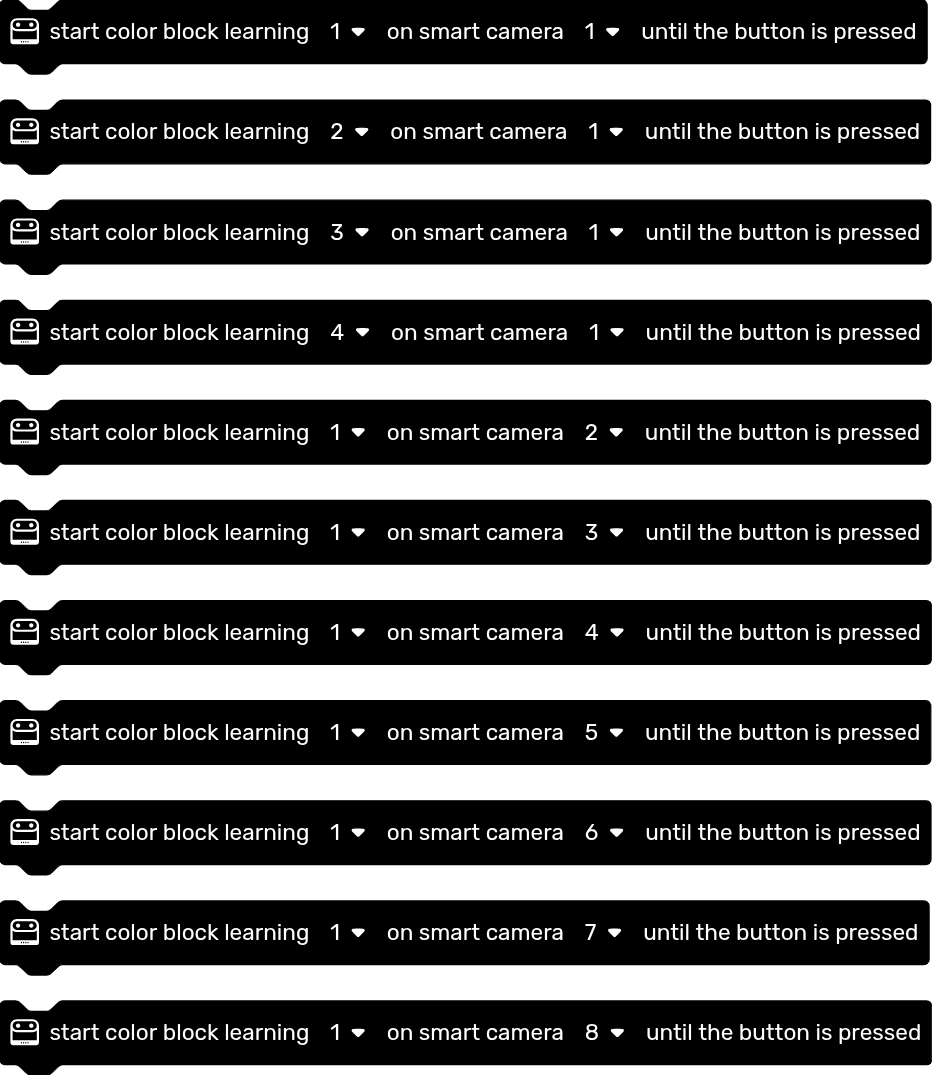 start color block learning 1 on smart camera 1 until the button is pressed
start color block learning 2 on smart camera 1 until the button is pressed
start color block learning 3 on smart camera 1 until the button is pressed
start color block learning 4 on smart camera 1 until the button is pressed
start color block learning 1 on smart camera 2 until the button is pressed
start color block learning 1 on smart camera 3 until the button is pressed
start color block learning 1 on smart camera 4 until the button is pressed
start color block learning 1 on smart camera 5 until the button is pressed
start color block learning 1 on smart camera 6 until the button is pressed
start color block learning 1 on smart camera 7 until the button is pressed
start color block learning 1 on smart camera 8 until the button is pressed